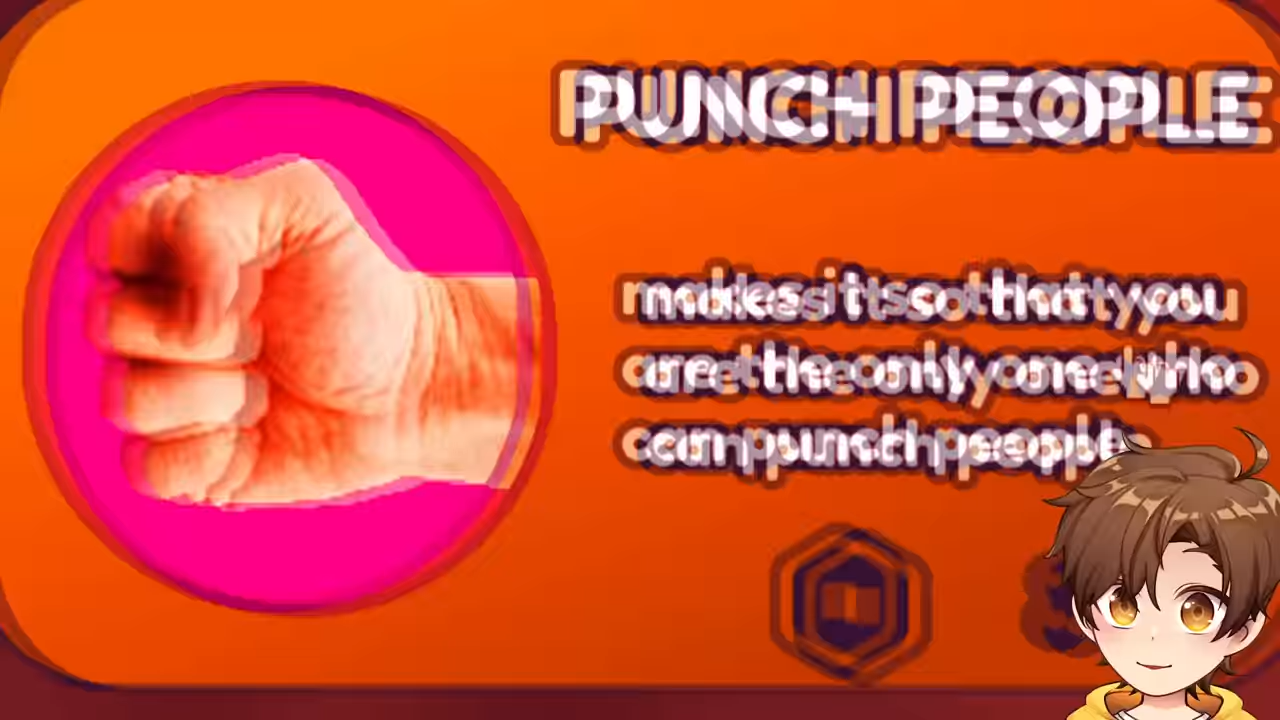 PUNCH PEOPLE
makes it so that you
are the only one who
can punch people